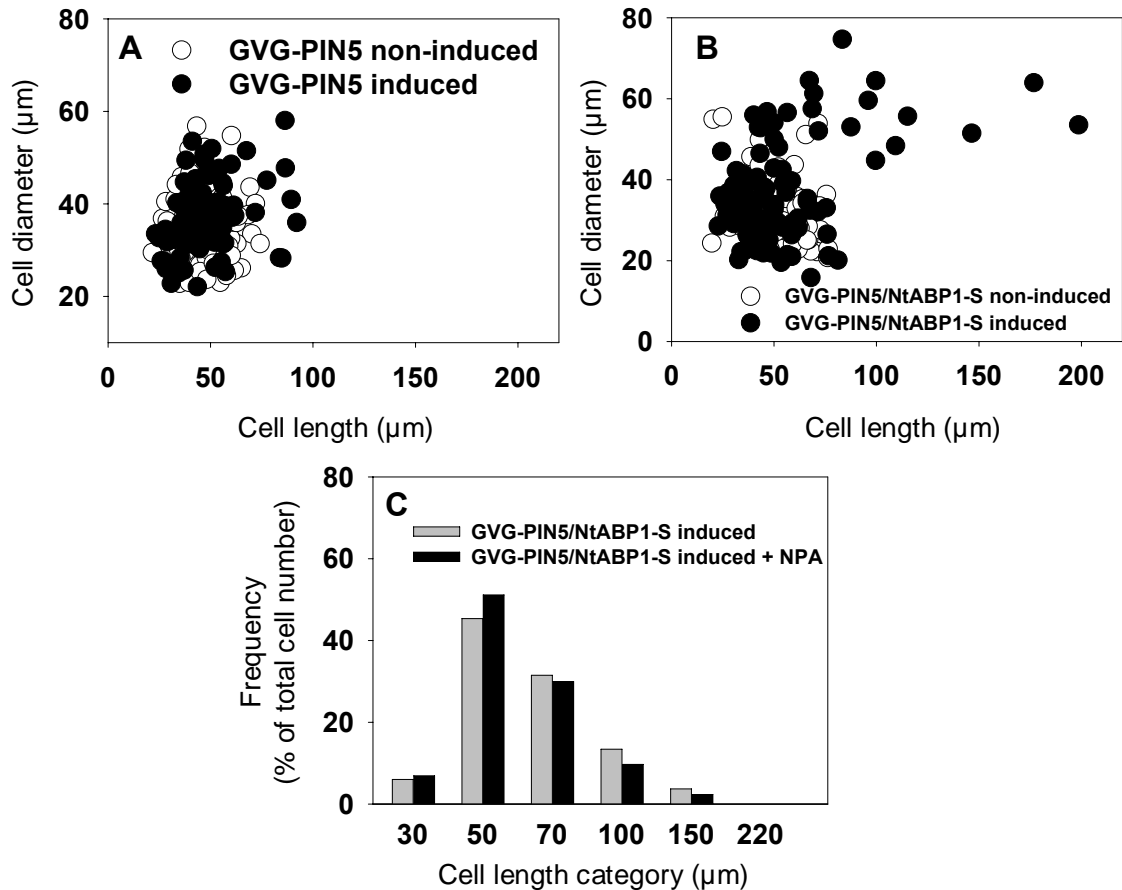 A
GVG-PIN5 non-induced
GVG-PIN5 induced
Cell diameter (µm)
80
60
40
20
0
50
100
150
200
Cell length (µm)
B
GVG-PIN5/NtABP1-S non-induced
GVG-PIN5/NtABP1-S induced
Cell diameter (µm)
80
60
40
20
0
0
50
100
150
200
Cell length (µm)
C
GVG-PIN5/NtABP1-S induced
GVG-PIN5/NtABP1-S induced + NPA
Frequency
(% of total cell number)
80
60
40
20
0
30
50
70
100
150
220
Cell length category (µm)